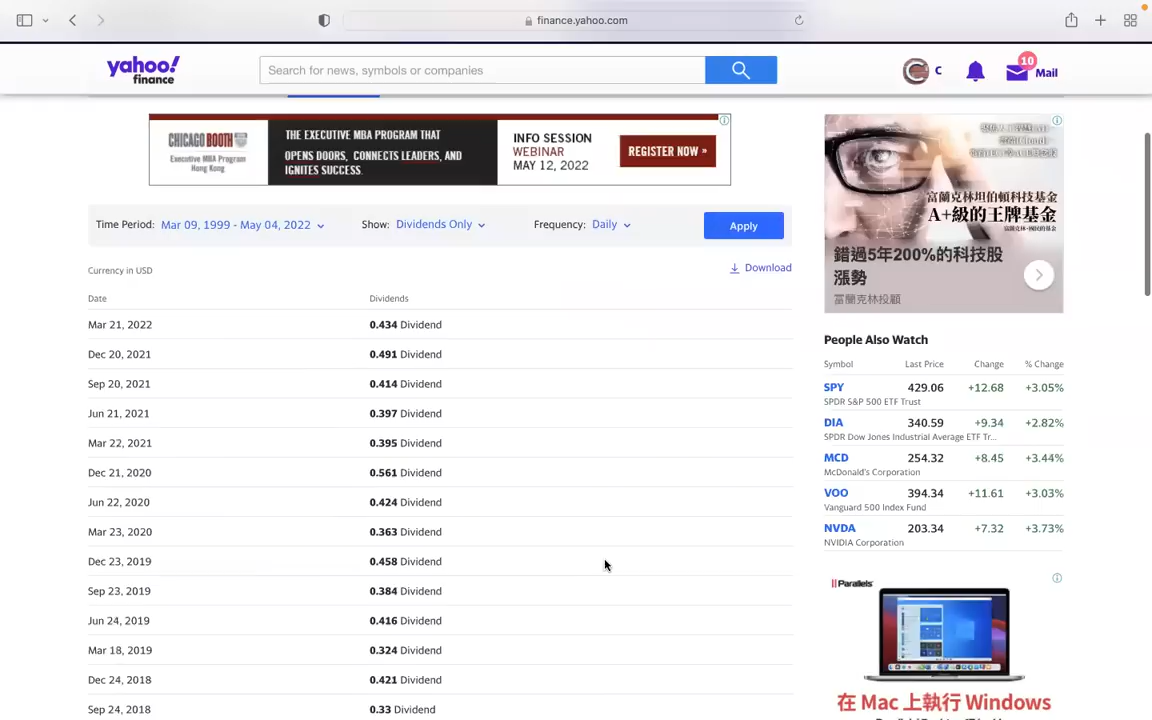 finance.yahoo.com
yahoo!
finance
Search for news, symbols or companies
C
10
Mail
CHICAGO BOOTH
Executive MBA Program
Hong Kong
THE EXECUTIVE MBA PROGRAM THAT
OPENS DOORS, CONNECTS LEADERS, AND
IGNITES SUCCESS.
INFO SESSION
WEBINAR
MAY 12, 2022
REGISTER NOW »
Time Period: Mar 09, 1999 - May 04, 2022
Show: Dividends Only
Frequency: Daily
Apply
Currency in USD
Download
Date Dividends
Mar 21, 2022 0.434 Dividend
Dec 20, 2021 0.491 Dividend
Sep 20, 2021 0.414 Dividend
Jun 21, 2021 0.397 Dividend
Mar 22, 2021 0.395 Dividend
Dec 21, 2020 0.561 Dividend
Jun 22, 2020 0.424 Dividend
Mar 23, 2020 0.363 Dividend
Dec 23, 2019 0.458 Dividend
Sep 23, 2019 0.384 Dividend
Jun 24, 2019 0.416 Dividend
Mar 18, 2019 0.324 Dividend
Dec 24, 2018 0.421 Dividend
Sep 24, 2018 0.33 Dividend
富蘭克林坦伯頓科技基金
A+級的王牌基金
錯過5年200%的科技股
漲勢
富蘭克林投顧
People Also Watch
Symbol Last Price Change % Change
SPY 429.06 +12.68 +3.05%
SPDR S&P 500 ETF Trust
DIA 340.59 +9.34 +2.82%
SPDR Dow Jones Industrial Average ETF Tr...
MCD 254.32 +8.45 +3.44%
McDonald's Corporation
VOO 394.34 +11.61 +3.03%
Vanguard 500 Index Fund
NVDA 203.34 +7.32 +3.73%
NVIDIA Corporation
Parallels
在 Mac 上執行 Windows